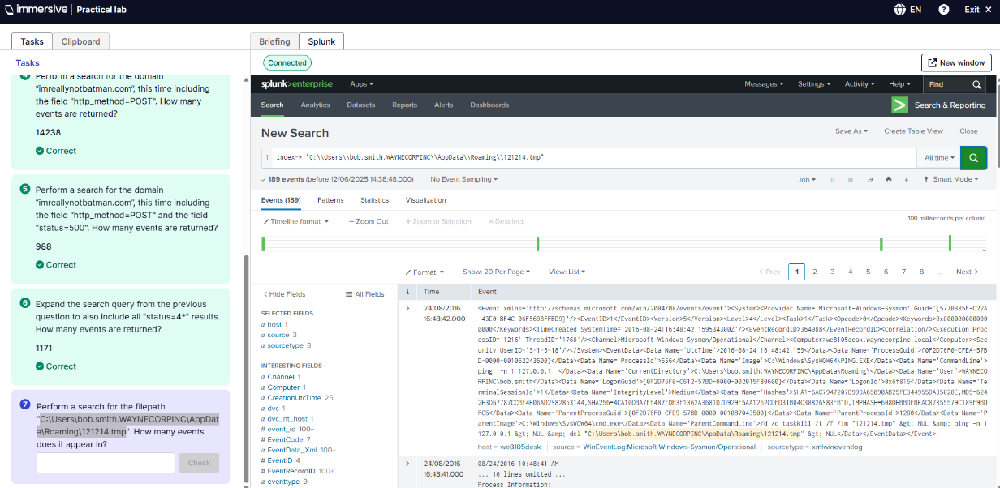 immersive | Practical lab
EN
?
Exit ×
Tasks
Clipboard
Briefing
Splunk
Tasks
Connected
New window
4 Perform a search for the domain
"imreallynotbatman.com", this time including
the field "http_method=POST". How many
events are returned?
14238
Correct
5 Perform a search for the domain
"imreallynotbatman.com", this time including
the field "http_method=POST" and the field
"status=500". How many events are returned?
988
Correct
6 Expand the search query from the previous
question to also include all "status=4*" results.
How many events are returned?
1171
Correct
7 Perform a search for the filepath
"C:\Users\bob.smith.WAYNECORPINC\AppDat
a\Roaming\121214.tmp". How many events
does it appear in?
Check
splunk>enterprise Apps
Messages Settings Activity Help Find
Search Analytics Datasets Reports Alerts Dashboards
> Search & Reporting
New Search
Save As Create Table View Close
1 index=* "C:\\Users\\bob.smith.WAYNECORPINC\\AppData\\Roaming\\121214.tmp"
All time
189 events (before 12/06/2025 14:38:48.000) No Event Sampling
Job Smart Mode
Events (189) Patterns Statistics Visualization
Timeline format — Zoom Out + Zoom to Selection × Deselect
100 milliseconds per column
Format Show: 20 Per Page View: List
< Prev 1 2 3 4 5 6 7 8 ... Next >
< Hide Fields All Fields
SELECTED FIELDS
a host 1
a source 3
a sourcetype 3
INTERESTING FIELDS
a Channel 1
a Computer 1
a CreationUtcTime 25
a dvc 1
a dvc_nt_host 1
# event_id 100+
# EventCode 7
a EventData_Xml 100+
# EventID 4
# EventRecordID 100+
a eventtype 9
i Time Event
24/08/2016
16:48:42.000
<Event xmlns='http://schemas.microsoft.com/win/2004/08/events/event'><System><Provider Name='Microsoft-Windows-Sysmon' Guid='{5770385F-C22A
-43E0-BF4C-06F5698FFBD9}'/><EventID>1</EventID><Version>5</Version><Level>4</Level><Task>1</Task><Opcode>0</Opcode><Keywords>0x800000000000
0000</Keywords><TimeCreated SystemTime='2016-08-24T16:48:42.159534300Z'/><EventRecordID>364988</EventRecordID><Correlation/><Execution Proc
essID='1216' ThreadID='1768'/><Channel>Microsoft-Windows-Sysmon/Operational</Channel><Computer>we8105desk.waynecorpinc.local</Computer><Sec
urity UserID='S-1-5-18'/></System><EventData><Data Name='UtcTime'>2016-08-24 16:48:42.159</Data><Data Name='ProcessGuid'>{0F2D76F0-CFEA-57B
D-0000-001062243500}</Data><Data Name='ProcessId'>556</Data><Data Name='Image'>C:\Windows\SysWOW64\PING.EXE</Data><Data Name='CommandLine'>
ping -n 1 127.0.0.1 </Data><Data Name='CurrentDirectory'>C:\Users\bob.smith.WAYNECORPINC\AppData\Roaming\</Data><Data Name='User'>WAYNECO
RPINC\bob.smith</Data><Data Name='LogonGuid'>{0F2D76F0-C612-57BD-0000-002015F80600}</Data><Data Name='LogonId'>0x6f815</Data><Data Name='Te
rminalSessionId'>1</Data><Data Name='IntegrityLevel'>Medium</Data><Data Name='Hashes'>
</Data><Data Name='ParentProcessGuid'>{0F2D76F0-CFE9-57BD-0000-0010B7043500}</Data><Data Name='ParentProcessId'>1280</Data><Data Name='P
arentImage'>C:\Windows\SysWOW64\cmd.exe</Data><Data Name='ParentCommandLine'>/d /c taskkill /t /f /im "121214.tmp" &gt; NUL &amp; ping -n 1
127.0.0.1 &gt; NUL &amp; del "C:\Users\bob.smith.WAYNECORPINC\AppData\Roaming\121214.tmp" &gt; NUL</Data></EventData></Event>
host = we8105desk source = WinEventLog:Microsoft-Windows-Sysmon/Operational sourcetype = xmlwineventlog
24/08/2016
16:48:41.000
08/24/2016 10:48:41 AM
... 16 lines omitted ...
Process Information: